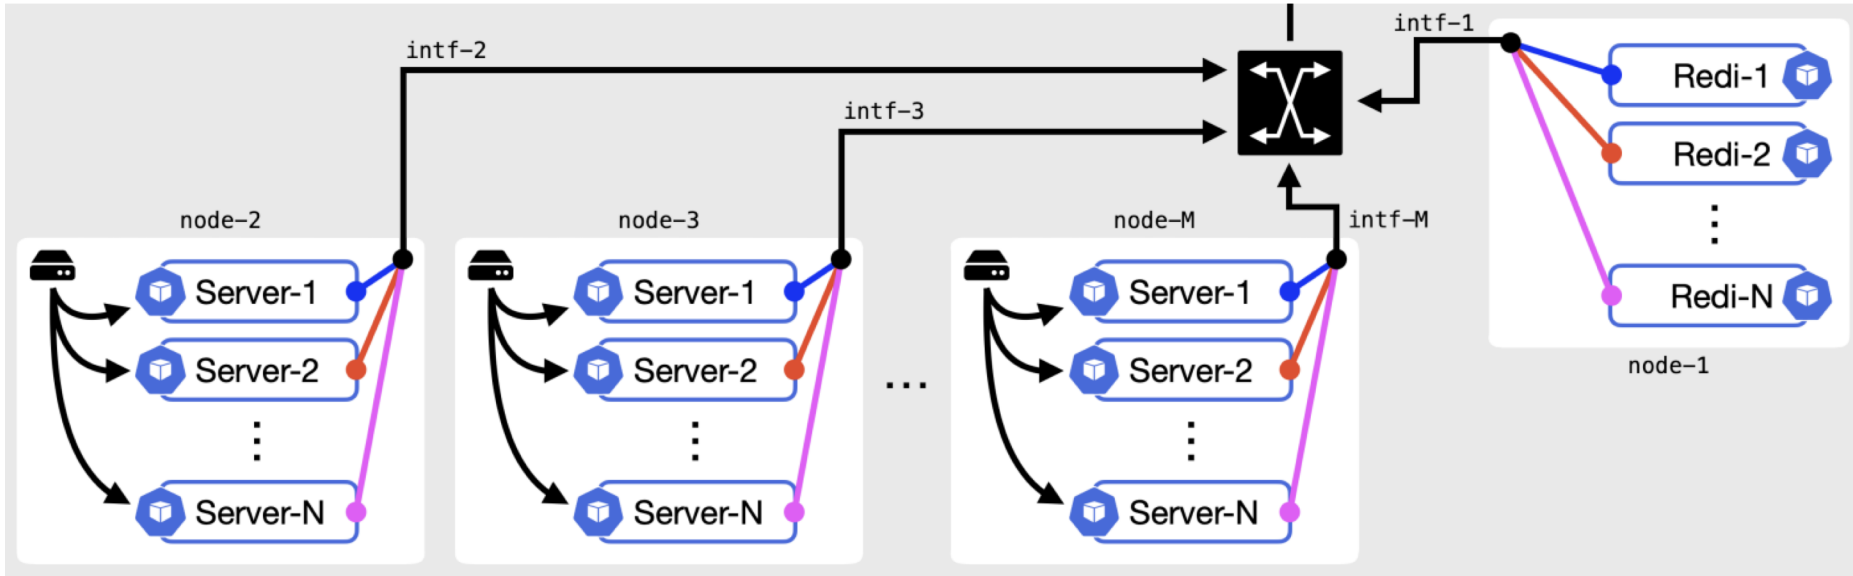 intf-1
intf-2
Redi-1
intf-3
Redi-2
node-2
node-3
node-M
intf-M
⋮
Server-1
Server-1
Server-1
Redi-N
Server-2
Server-2
...
Server-2
node-1
⋮
⋮
⋮
Server-N
Server-N
Server-N